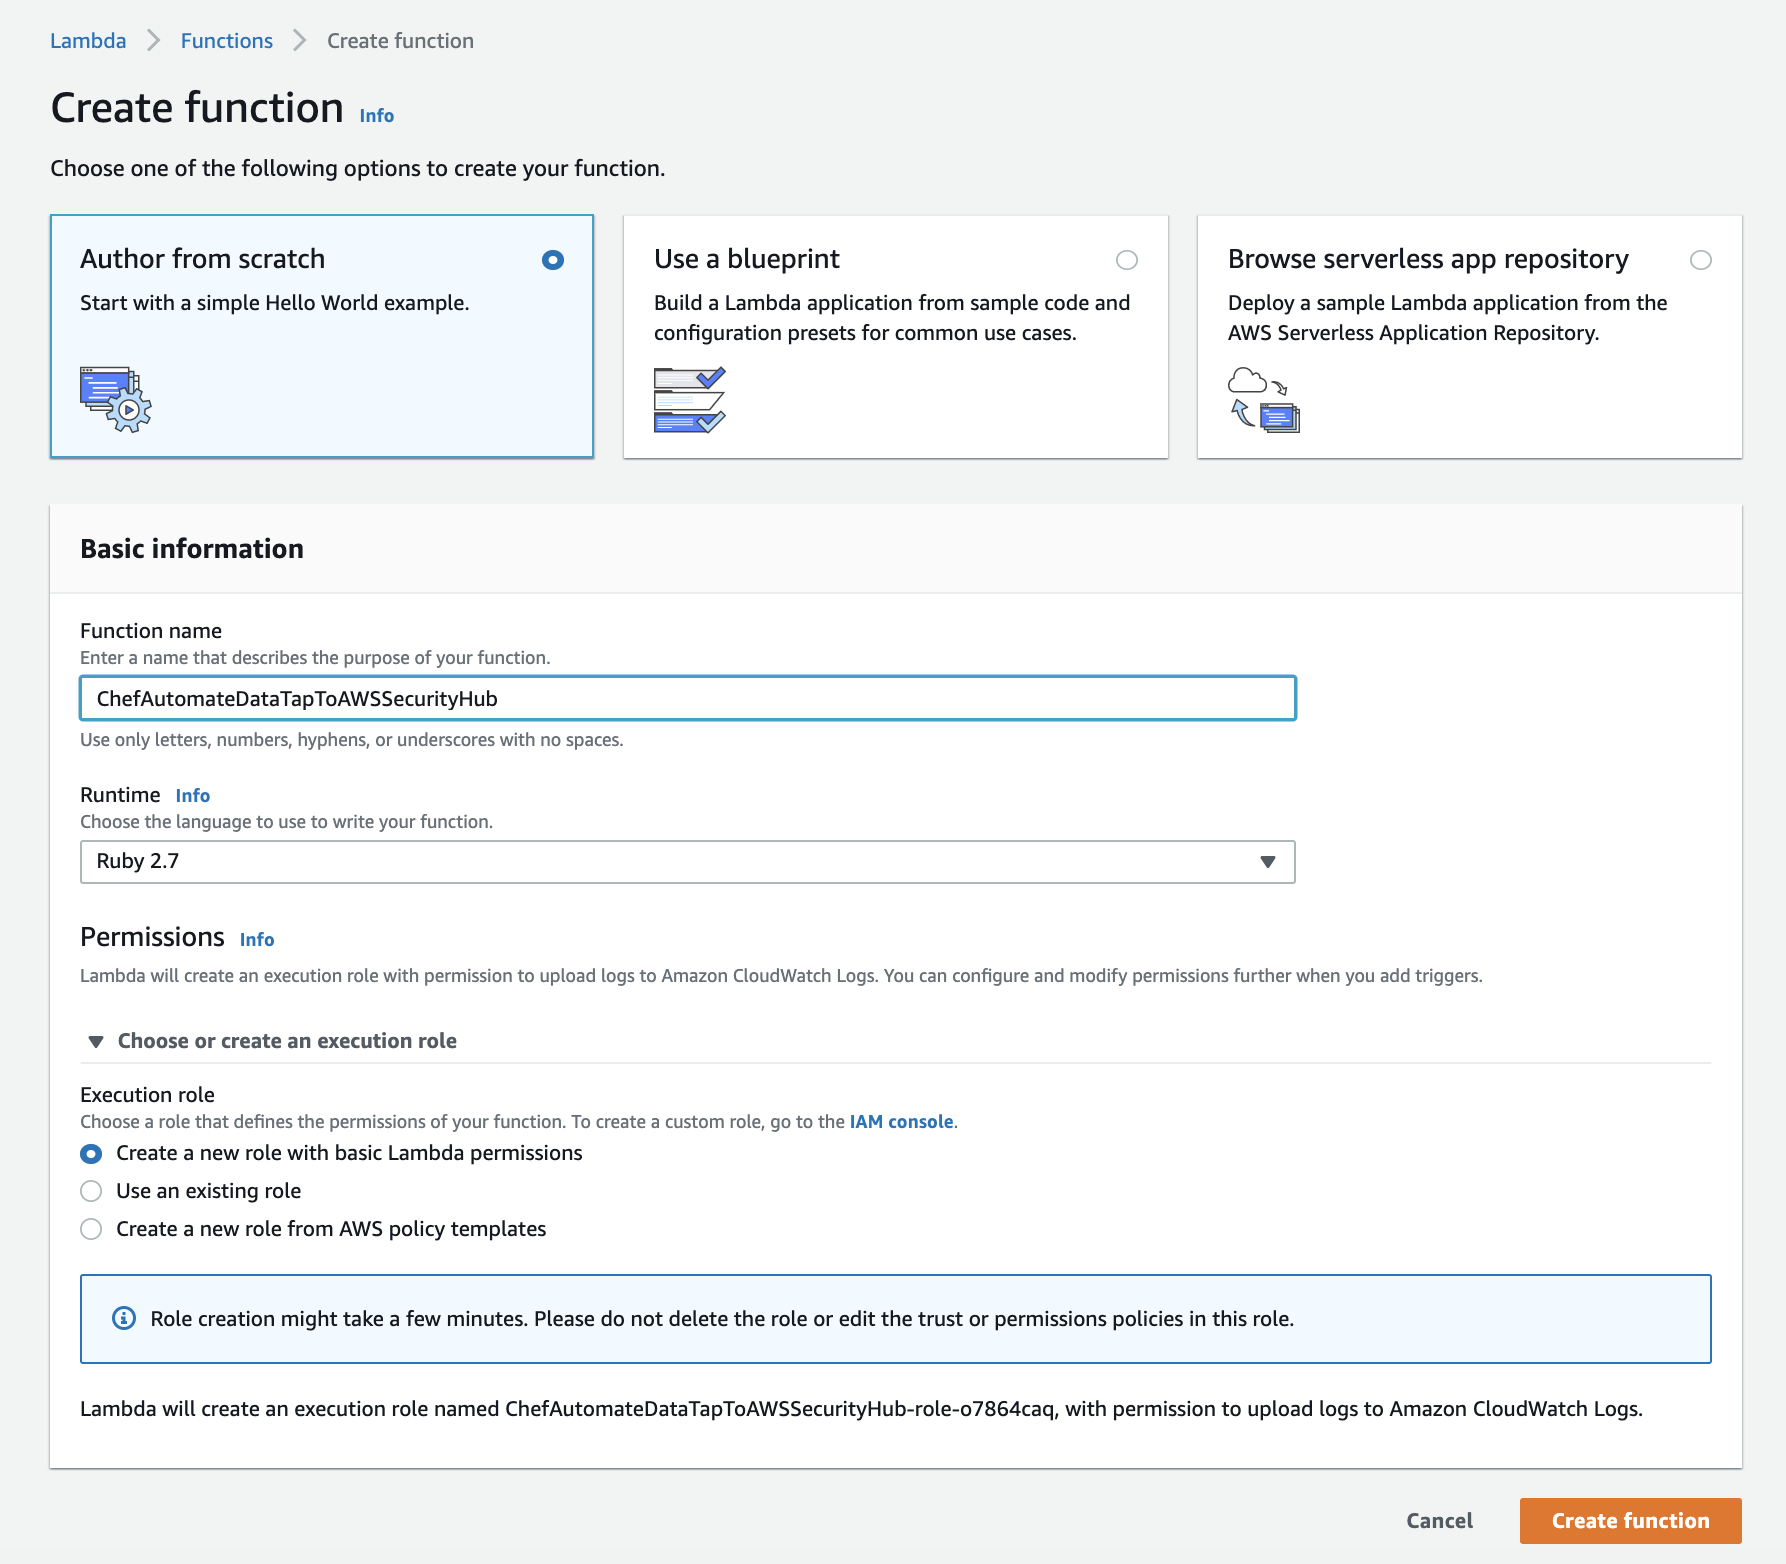 Lambda > Functions > Create function
Create function Info
Choose one of the following options to create your function.
Author from scratch
Start with a simple Hello World example.
Use a blueprint
Build a Lambda application from sample code and
configuration presets for common use cases.
Browse serverless app repository
Deploy a sample Lambda application from the
AWS Serverless Application Repository.
Basic information
Function name
Enter a name that describes the purpose of your function.
ChefAutomateDataTapToAWSSecurityHub
Use only letters, numbers, hyphens, or underscores with no spaces.
Runtime Info
Choose the language to use to write your function.
Ruby 2.7
Permissions Info
Lambda will create an execution role with permission to upload logs to Amazon CloudWatch Logs. You can configure and modify permissions further when you add triggers.
Choose or create an execution role
Execution role
Choose a role that defines the permissions of your function. To create a custom role, go to the IAM console.
Create a new role with basic Lambda permissions
Use an existing role
Create a new role from AWS policy templates
Role creation might take a few minutes. Please do not delete the role or edit the trust or permissions policies in this role.
Lambda will create an execution role named ChefAutomateDataTapToAWSSecurityHub-role-o7864caq, with permission to upload logs to Amazon CloudWatch Logs.
Cancel
Create function